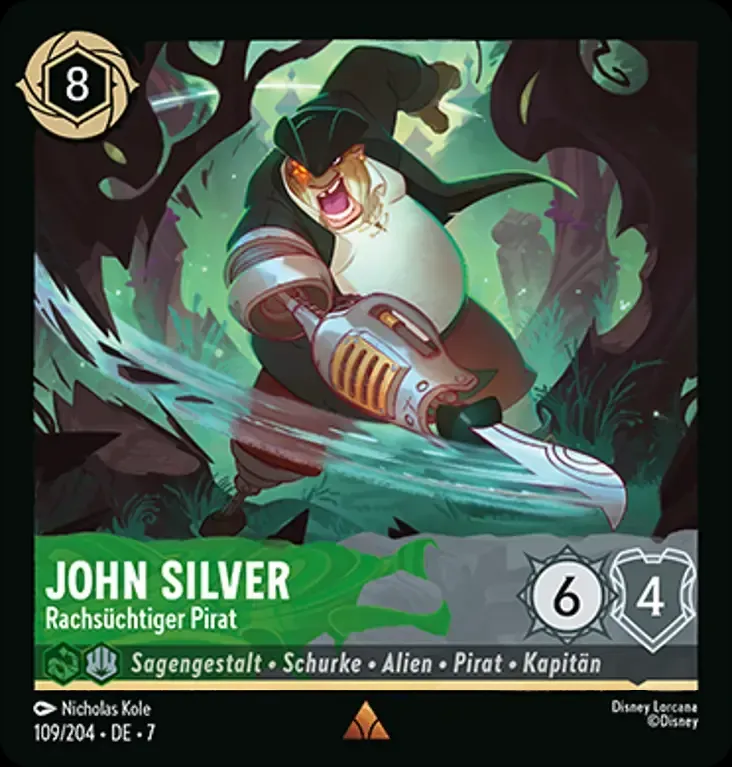 8
JOHN SILVER
Rachsüchtiger Pirat
6
4
Sagengestalt • Schurke • Alien • Pirat • Kapitän
Nicholas Kole
109/204 • DE • 7
Disney Lorcana
©Disney